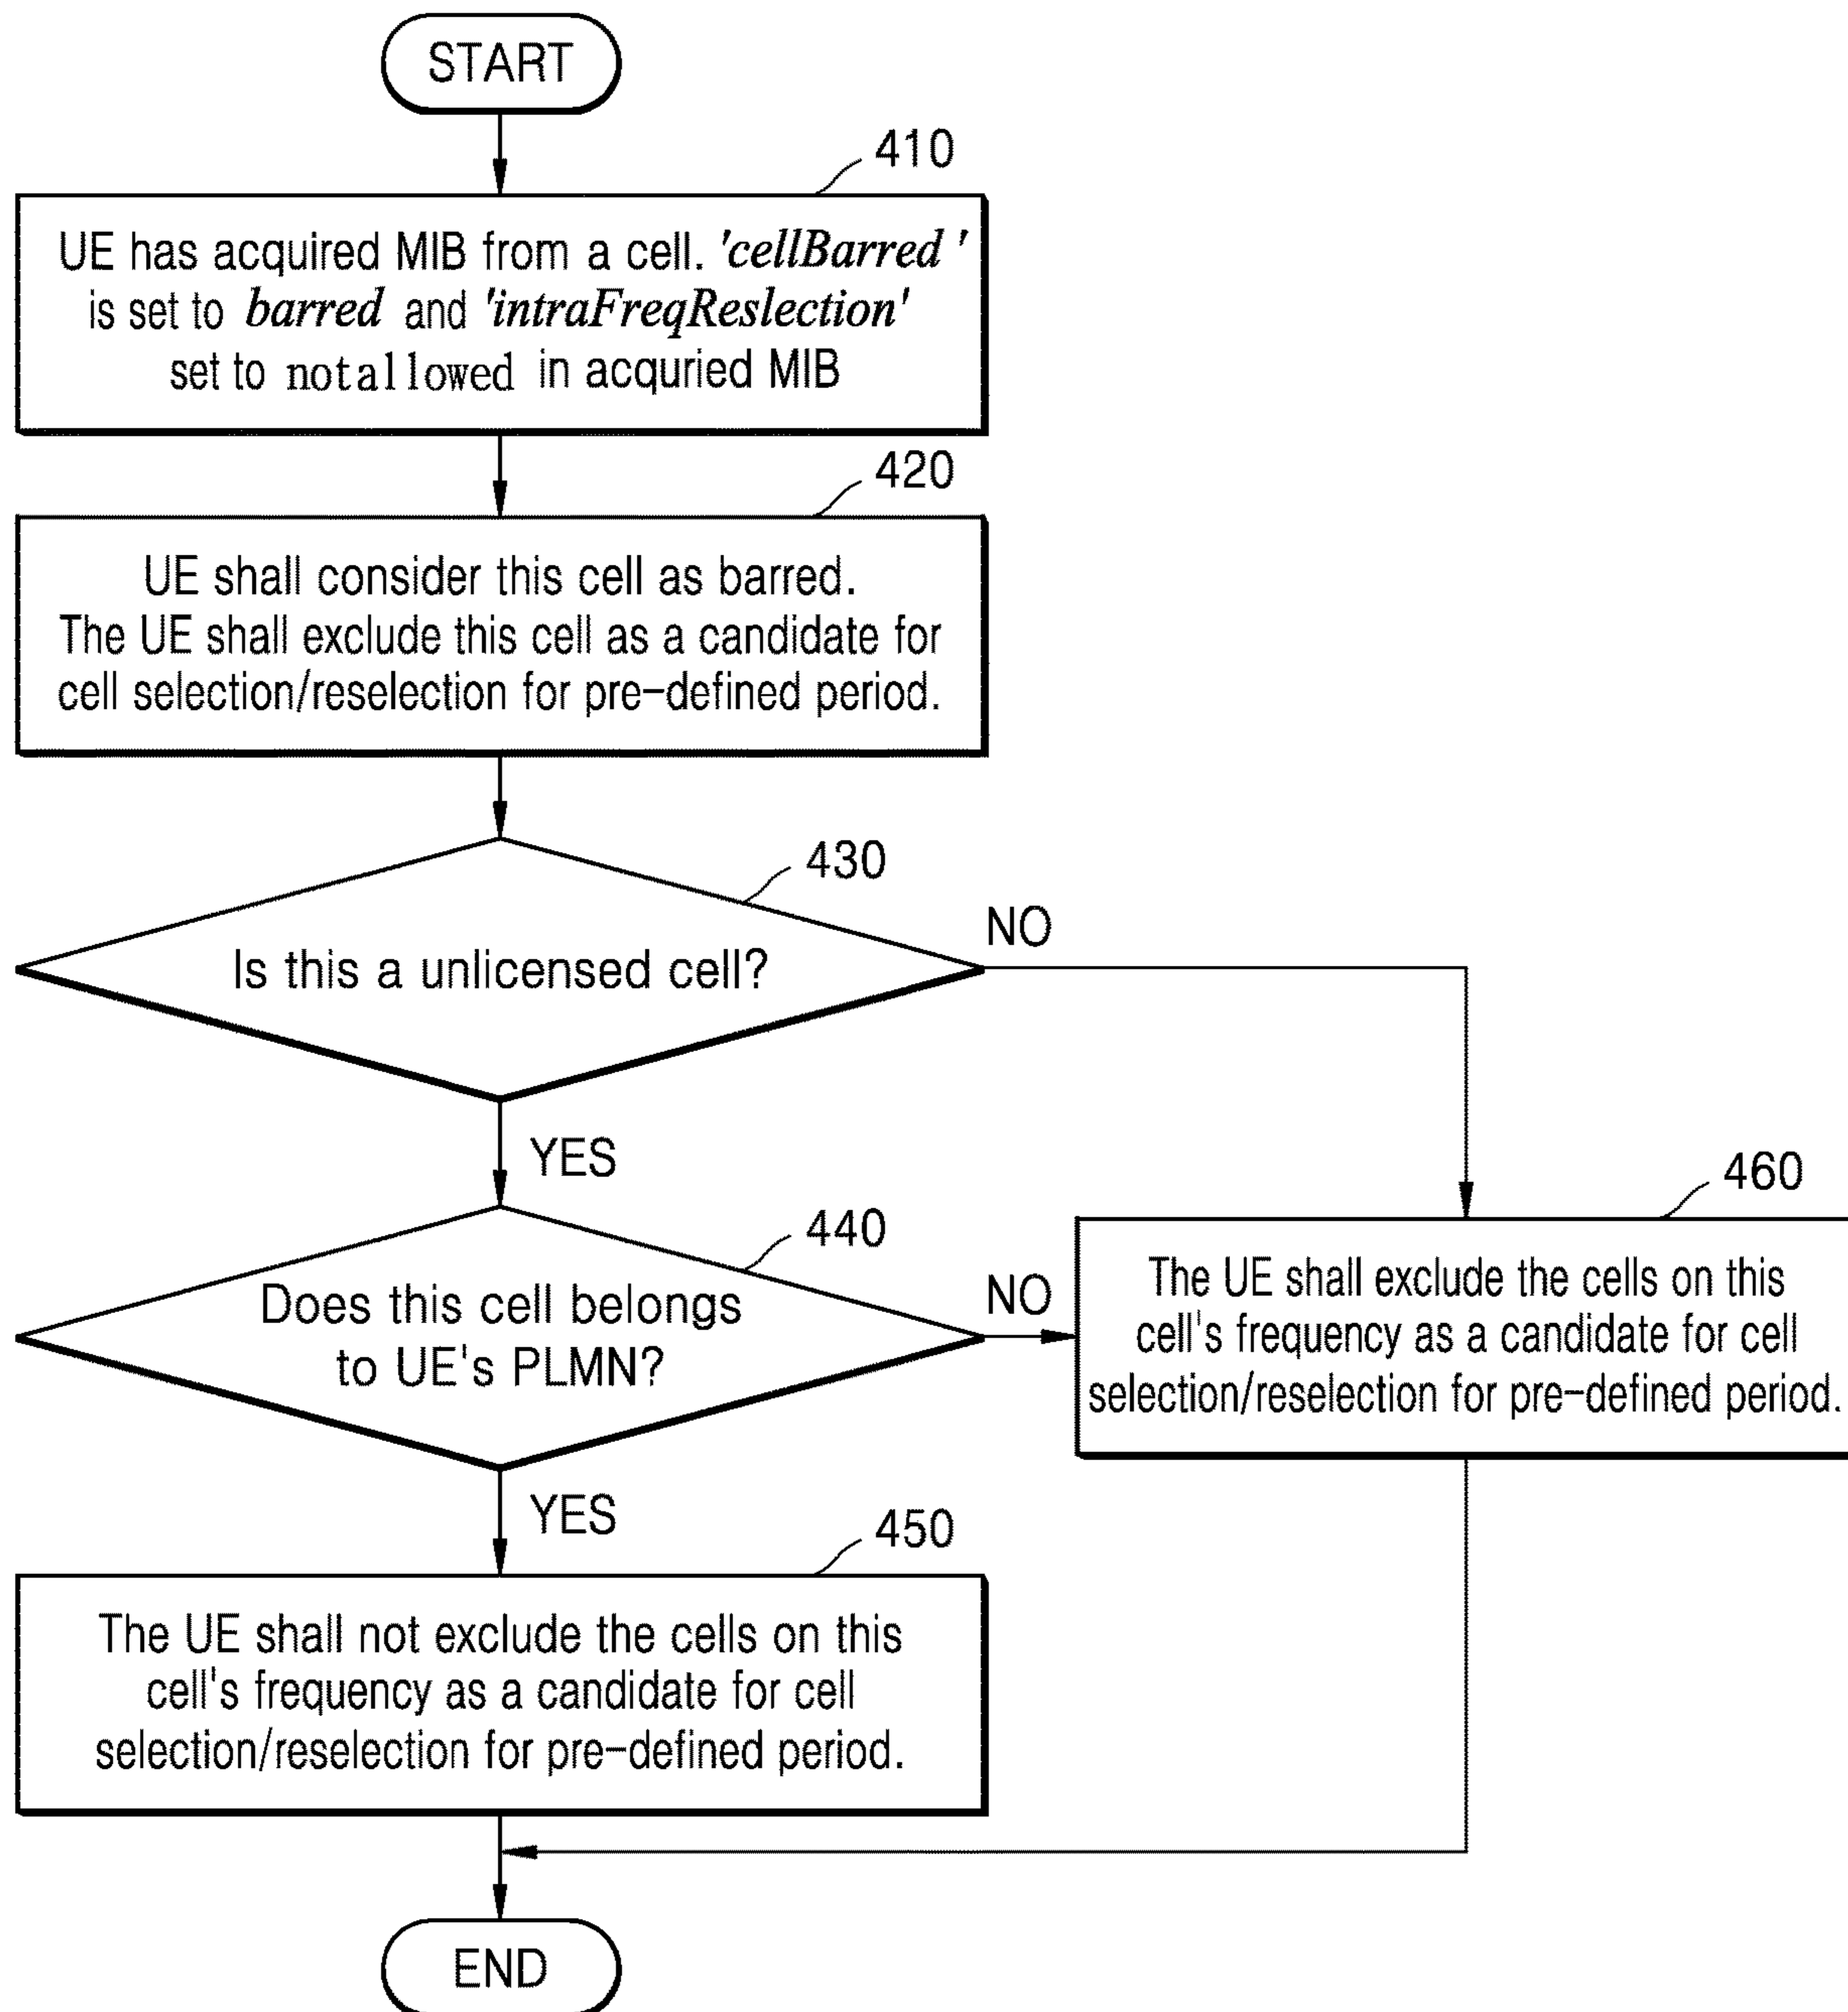 START
410
UE has acquired MIB from a cell. 'cellBarred'
is set to barred and 'intraFreqReslection'
set to notallowed in acquried MIB
420
UE shall consider this cell as barred.
The UE shall exclude this cell as a candidate for
cell selection/reselection for pre-defined period.
430
Is this a unlicensed cell?
NO
YES
440
Does this cell belongs
to UE's PLMN?
NO
460
The UE shall exclude the cells on this
cell's frequency as a candidate for cell
selection/reselection for pre-defined period.
YES
450
The UE shall not exclude the cells on this
cell's frequency as a candidate for cell
selection/reselection for pre-defined period.
END